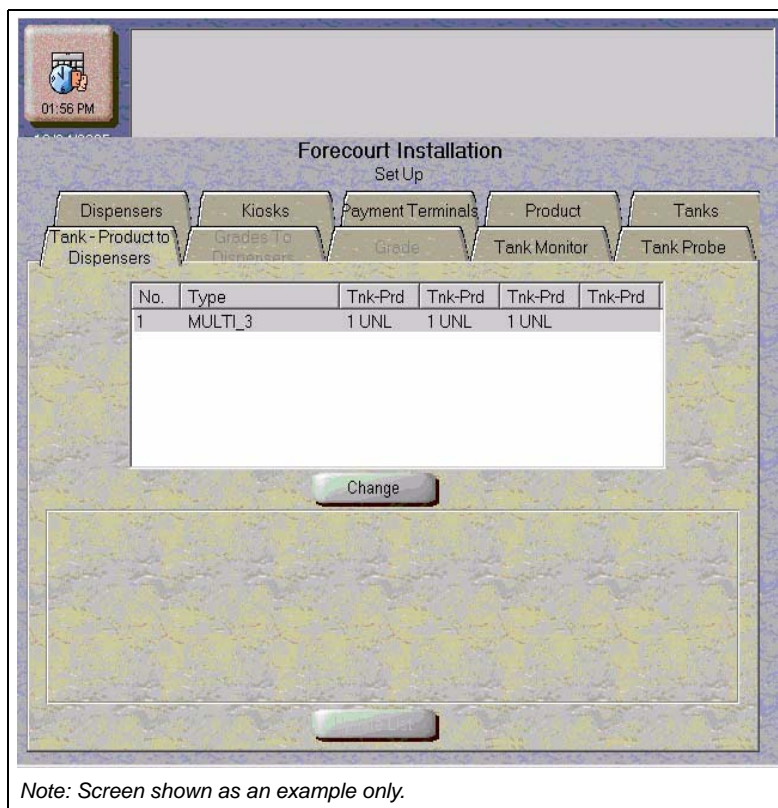 01:56 PM
Forecourt Installation
Set Up
Dispensers Kiosks Payment Terminals Product Tanks
Tank - Product to Dispensers Grades To Dispensers Grade Tank Monitor Tank Probe
No. Type Tnk-Prd Tnk-Prd Tnk-Prd Tnk-Prd
1 MULTI_3 1 UNL 1 UNL 1 UNL
Change
Note: Screen shown as an example only.